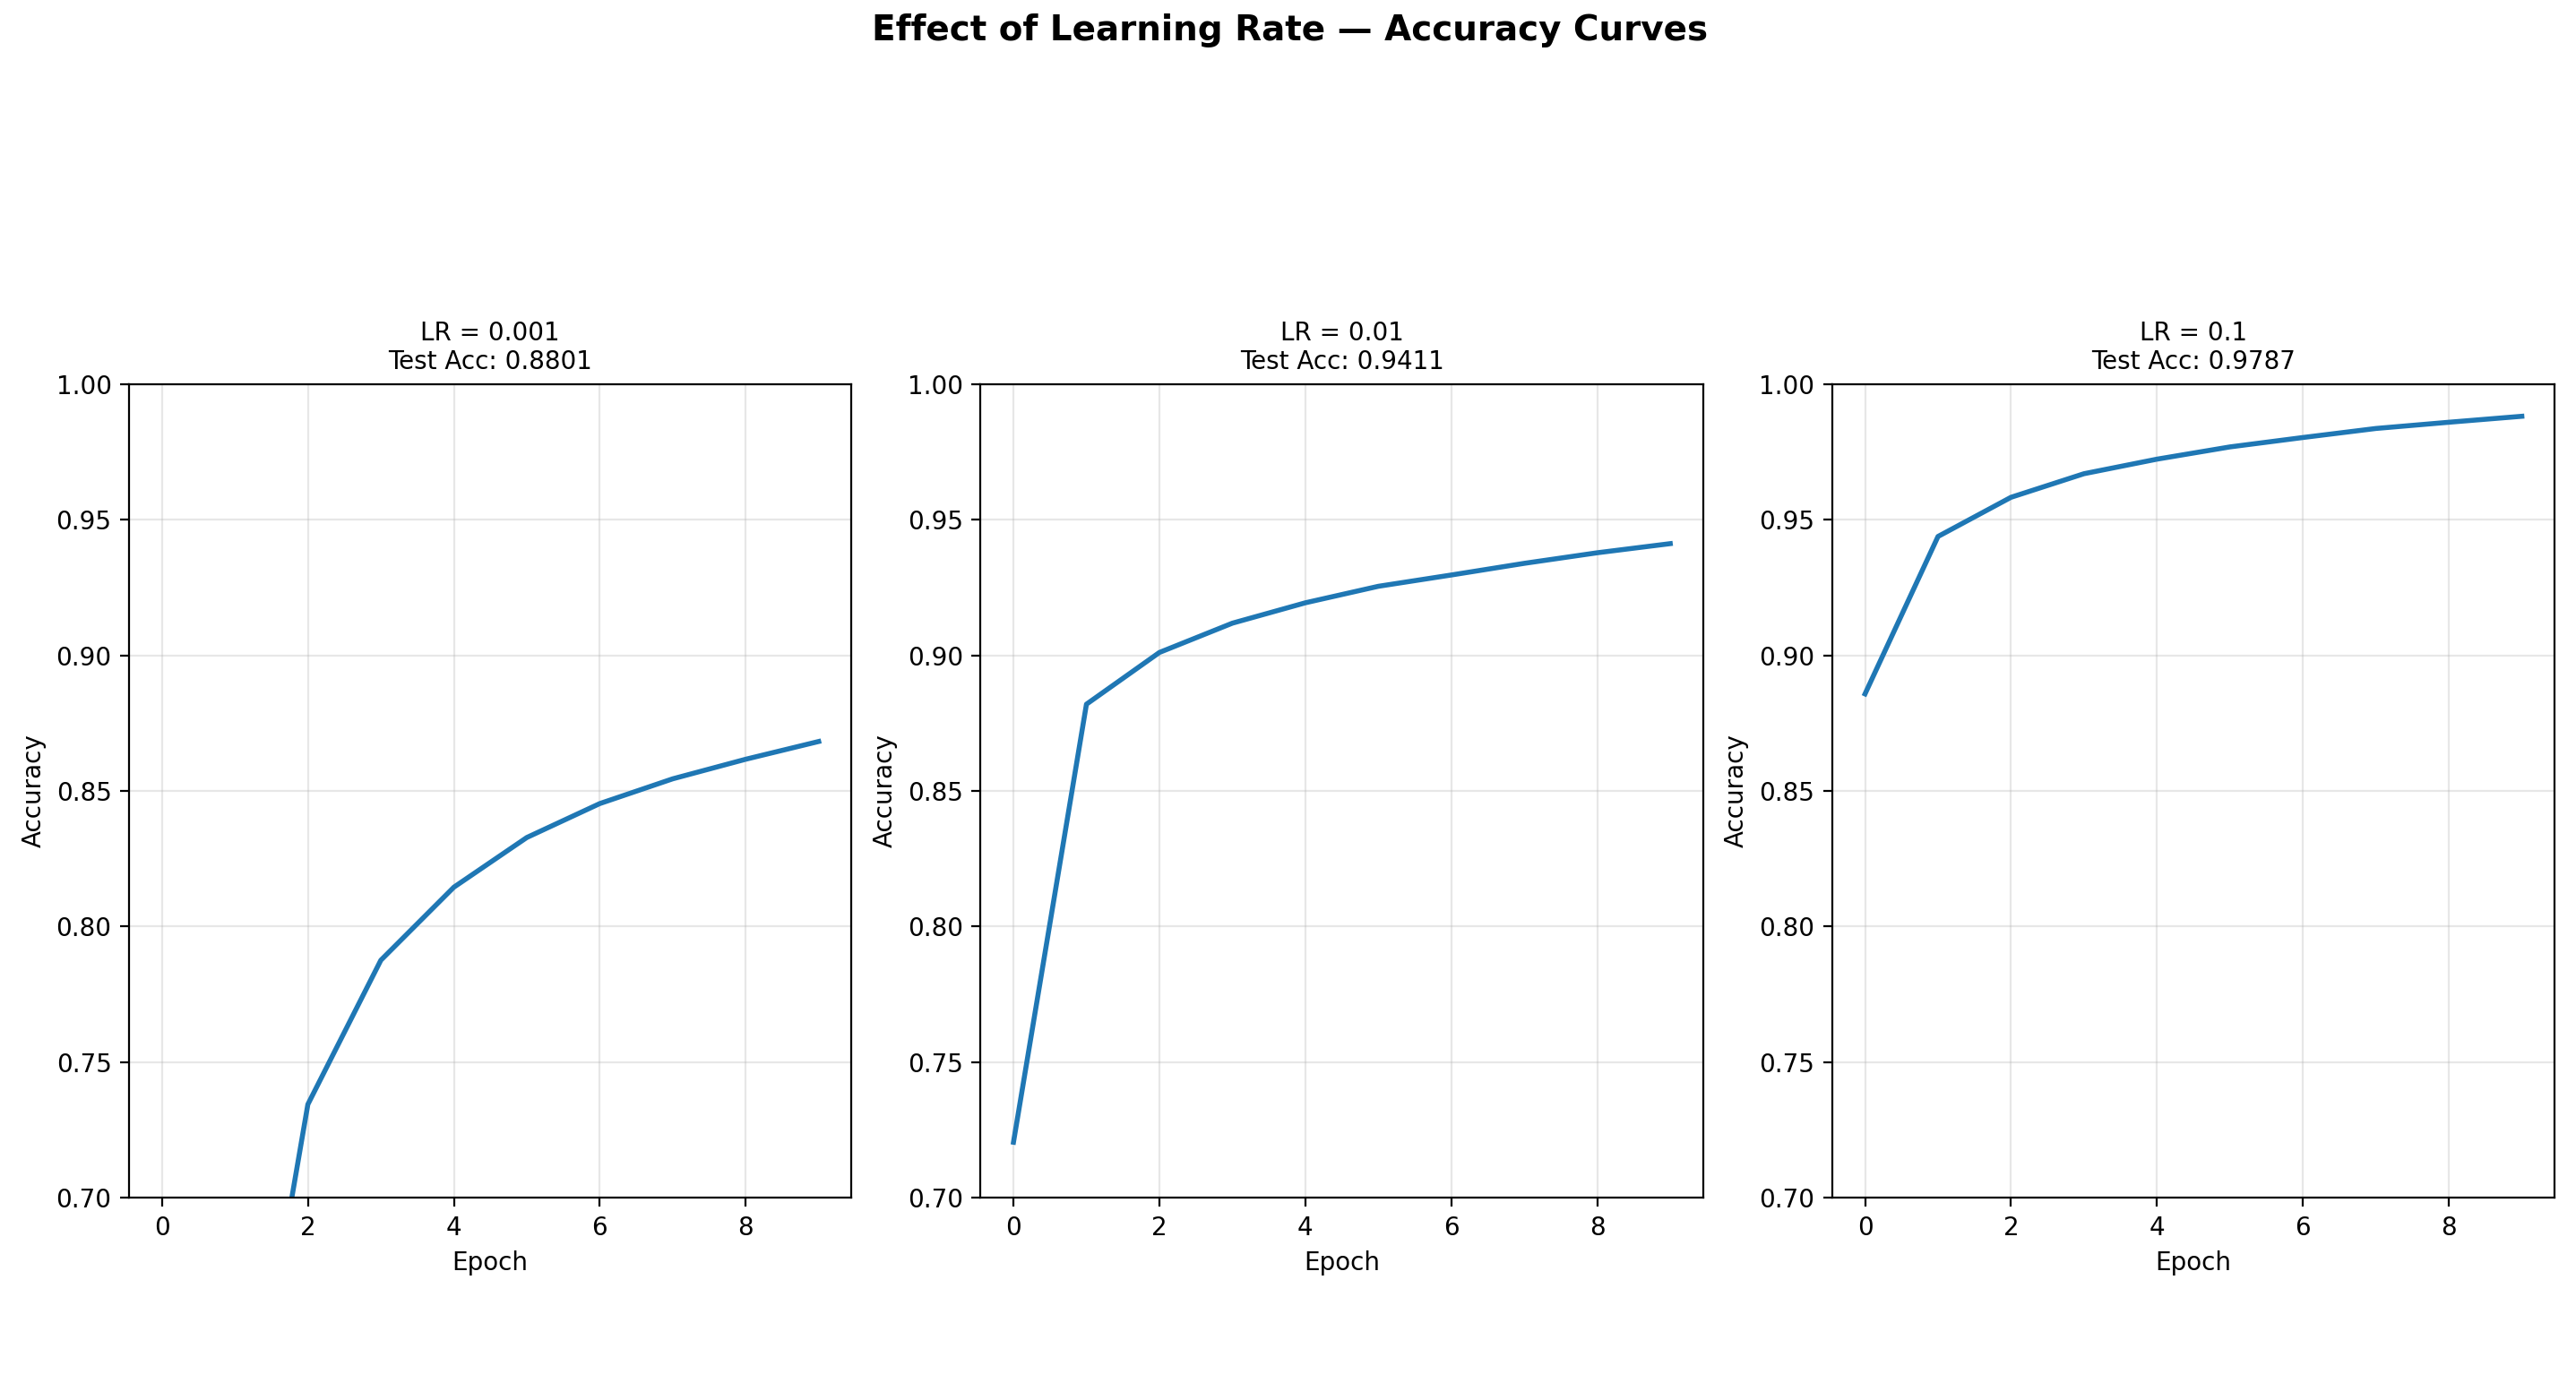 Effect of Learning Rate — Accuracy Curves
LR = 0.001
Test Acc: 0.8801
1.00
0.95
0.90
0.85
0.80
0.75
0.70
Accuracy
0 2 4 6 8
Epoch
LR = 0.01
Test Acc: 0.9411
1.00
0.95
0.90
0.85
0.80
0.75
0.70
Accuracy
0 2 4 6 8
Epoch
LR = 0.1
Test Acc: 0.9787
1.00
0.95
0.90
0.85
0.80
0.75
0.70
Accuracy
0 2 4 6 8
Epoch